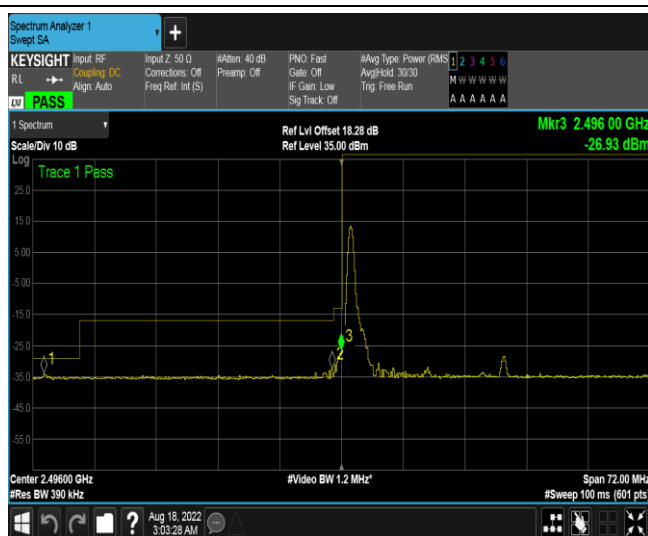 Spectrum Analyzer 1
Swept SA
KEYSIGHT
RL
LXI PASS
Input: RF
Coupling: DC
Align: Auto
Input Z: 50 Ω
Corrections: Off
Freq Ref: Int (S)
#Atten: 40 dB
Preamp: Off
PNO: Fast
Gate: Off
IF Gain: Low
Sig Track: Off
#Avg Type: Power (RMS
Avg|Hold: 30/30
Trig: Free Run
1 2 3 4 5 6
M W W W W W
A A A A A A
1 Spectrum
Scale/Div 10 dB
Ref Lvl Offset 18.28 dB
Ref Level 35.00 dBm
Mkr3 2.496 00 GHz
-26.93 dBm
Log
Trace 1 Pass
25.0
15.0
5.00
-5.00
-15.0
-25.0
-35.0
-45.0
-55.0
1
2
3
Center 2.49600 GHz
#Res BW 390 kHz
#Video BW 1.2 MHz*
Span 72.00 MHz
#Sweep 100 ms (601 pts)
?
Aug 18, 2022
3:03:28 AM